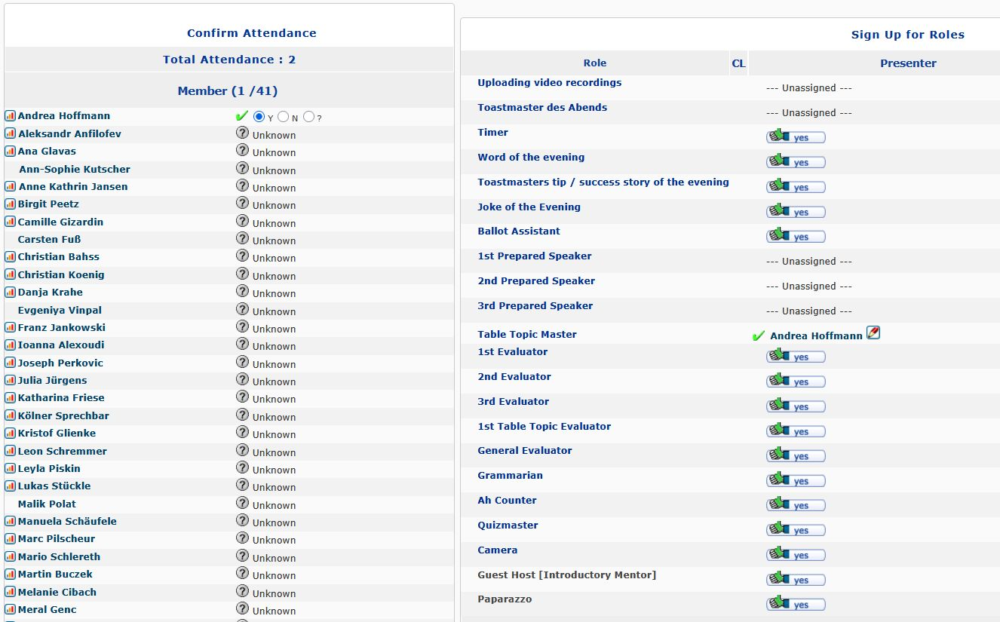 Confirm Attendance
Total Attendance : 2
Member (1 /41)
Andrea Hoffmann Y N ?
Aleksandr Anfilofev ? Unknown
Ana Glavas ? Unknown
Ann-Sophie Kutscher ? Unknown
Anne Kathrin Jansen ? Unknown
Birgit Peetz ? Unknown
Camille Gizardin ? Unknown
Carsten Fuß ? Unknown
Christian Bahss ? Unknown
Christian Koenig ? Unknown
Danja Krahe ? Unknown
Evgeniya Vinpal ? Unknown
Franz Jankowski ? Unknown
Ioanna Alexoudi ? Unknown
Joseph Perkovic ? Unknown
Julia Jürgens ? Unknown
Katharina Friese ? Unknown
Kölner Sprechbar ? Unknown
Kristof Glienke ? Unknown
Leon Schremmer ? Unknown
Leyla Piskin ? Unknown
Lukas Stückle ? Unknown
Malik Polat ? Unknown
Manuela Schäufele ? Unknown
Marc Pilscheur ? Unknown
Mario Schlereth ? Unknown
Martin Buczek ? Unknown
Melanie Cibach ? Unknown
Meral Genc ? Unknown
Sign Up for Roles
Role CL Presenter
Uploading video recordings --- Unassigned ---
Toastmaster des Abends --- Unassigned ---
Timer yes
Word of the evening yes
Toastmasters tip / success story of the evening yes
Joke of the Evening yes
Ballot Assistant yes
1st Prepared Speaker --- Unassigned ---
2nd Prepared Speaker --- Unassigned ---
3rd Prepared Speaker --- Unassigned ---
Table Topic Master Andrea Hoffmann
1st Evaluator yes
2nd Evaluator yes
3rd Evaluator yes
1st Table Topic Evaluator yes
General Evaluator yes
Grammarian yes
Ah Counter yes
Quizmaster yes
Camera yes
Guest Host [Introductory Mentor] yes
Paparazzo yes